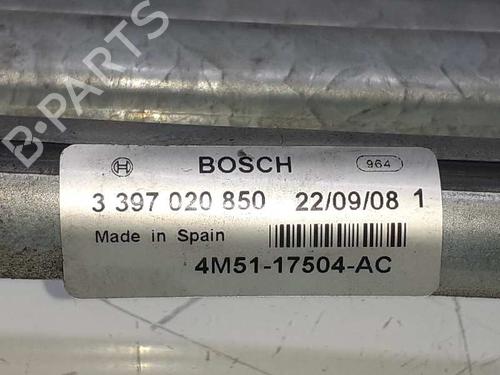 B-PARTS
BOSCH 964
3 397 020 850 22/09/08 1
Made in Spain
4M51-17504-AC